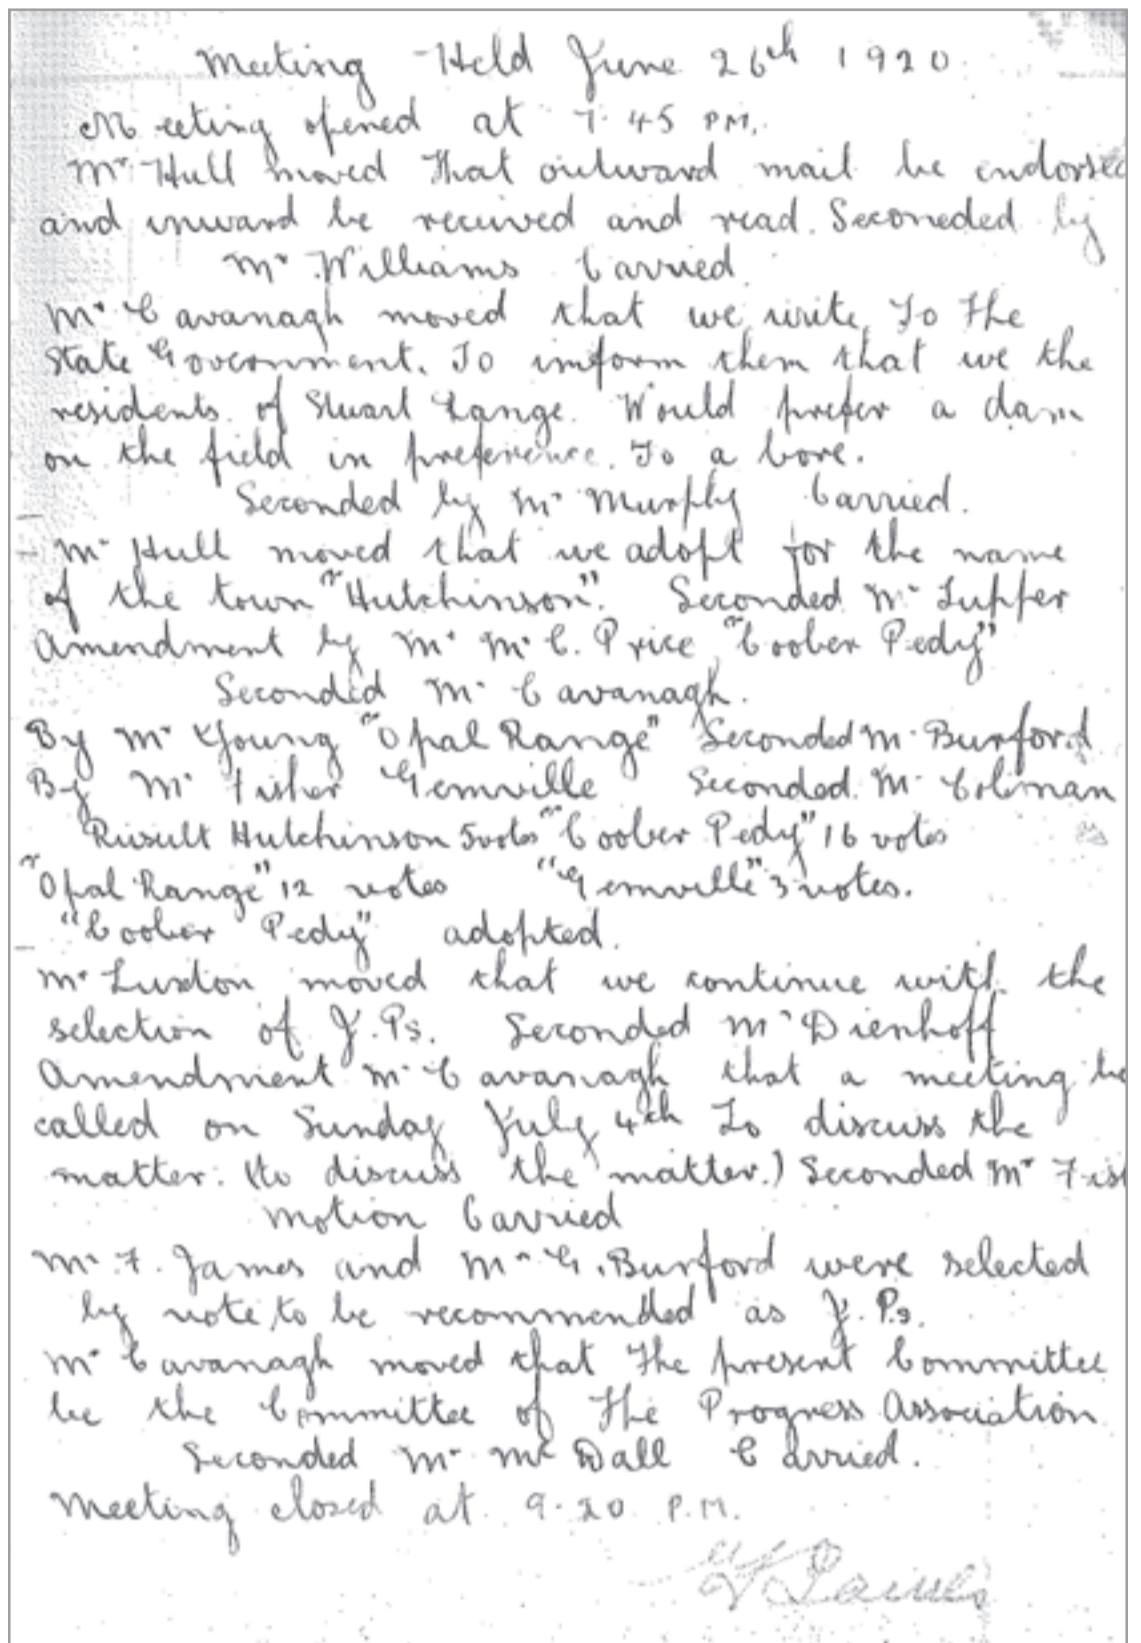 Meeting Held June 26th 1920
Meeting opened at 7.45 PM.
Mr Hull moved that outward mail be endorsed
and inward be received and read. Seconeded by
Mr Williams Carried.
Mr Cavanagh moved that we write To the
State Government. To imform them that we the
residents of Stuart Range. Would prefer a dam
on the field in preference. To a bore.
Seconded by Mr Murphy Carried.
Mr Hull moved that we adopt for the name
of the town "Hutchinson". Seconded Mr Lupper
Amendment by Mr Mc C. Price "Coober Pedy"
Seconded Mr Cavanagh.
By Mr Young "Opal Range" Seconded Mr Burford
By Mr Fisher Gemville Seconded. Mr Coleman
Risult Hutchinson 5 votes "Coober Pedy" 16 votes
"Opal Range" 12 votes "Gemville" 3 votes.
"Coober Pedy" adopted.
Mr Luxton moved that we continue with the
selection of J.Ps. Seconded Mr Dienhoff
Amendment Mr Cavanagh that a meeting be
called on Sunday July 4th To discuss the
matter. (to discuss the matter.) Seconded Mr Fish
Motion Carried
Mr F. James and Mr G. Burford were selected
by vote to be recommended as J.Ps.
Mr Cavanagh moved that The present Committee
be the Committee of The Progress Association
Seconded Mr Mc Dall Carried.
Meeting closed at 9.20 P.M.